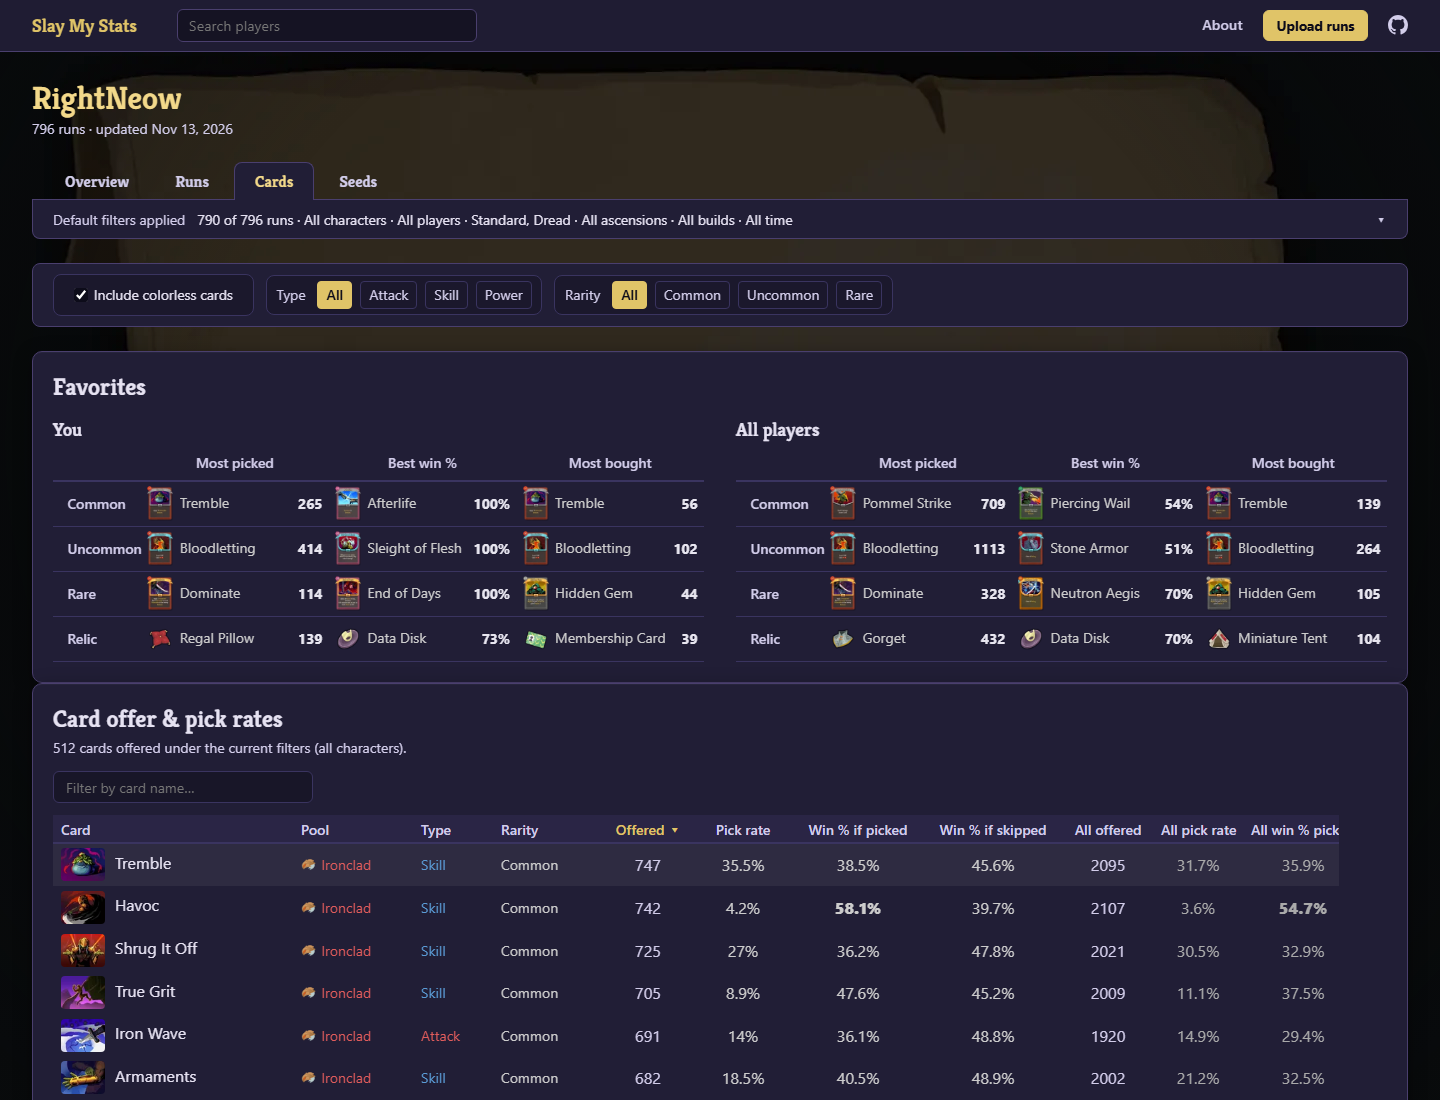 Slay My Stats Search players About Upload runs
RightNeow
796 runs · updated Nov 13, 2026
Overview Runs Cards Seeds
Default filters applied 790 of 796 runs · All characters · All players · Standard, Dread · All ascensions · All builds · All time
Include colorless cards Type All Attack Skill Power Rarity All Common Uncommon Rare
Favorites
You
Most picked Best win % Most bought
Common Tremble 265 Afterlife 100% Tremble 56
Uncommon Bloodletting 414 Sleight of Flesh 100% Bloodletting 102
Rare Dominate 114 End of Days 100% Hidden Gem 44
Relic Regal Pillow 139 Data Disk 73% Membership Card 39
All players
Most picked Best win % Most bought
Common Pommel Strike 709 Piercing Wail 54% Tremble 139
Uncommon Bloodletting 1113 Stone Armor 51% Bloodletting 264
Rare Dominate 328 Neutron Aegis 70% Hidden Gem 105
Relic Gorget 432 Data Disk 70% Miniature Tent 104
Card offer & pick rates
512 cards offered under the current filters (all characters).
Filter by card name...
Card Pool Type Rarity Offered Pick rate Win % if picked Win % if skipped All offered All pick rate All win % pick
Tremble Ironclad Skill Common 747 35.5% 38.5% 45.6% 2095 31.7% 35.9%
Havoc Ironclad Skill Common 742 4.2% 58.1% 39.7% 2107 3.6% 54.7%
Shrug It Off Ironclad Skill Common 725 27% 36.2% 47.8% 2021 30.5% 32.9%
True Grit Ironclad Skill Common 705 8.9% 47.6% 45.2% 2009 11.1% 37.5%
Iron Wave Ironclad Attack Common 691 14% 36.1% 48.8% 1920 14.9% 29.4%
Armaments Ironclad Skill Common 682 18.5% 40.5% 48.9% 2002 21.2% 32.5%